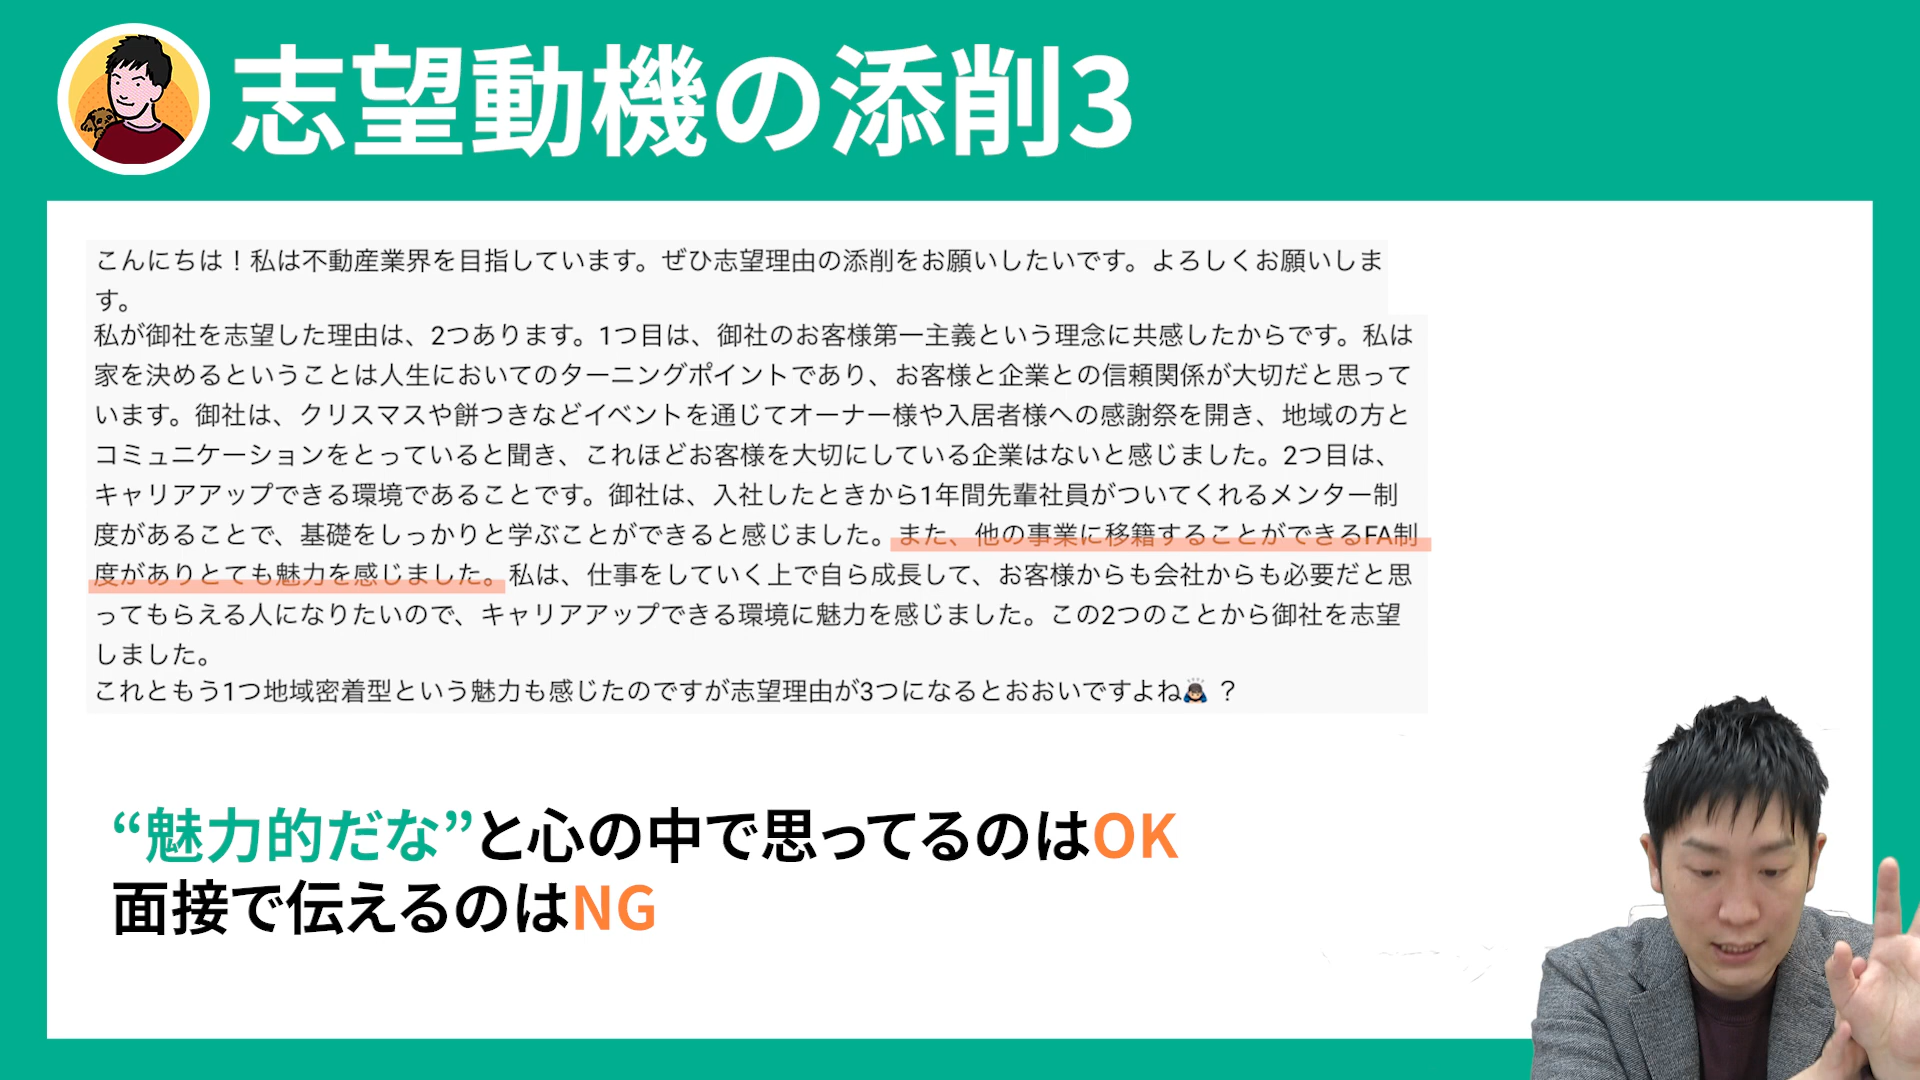 志望動機の添削3
こんにちは！私は不動産業界を目指しています。ぜひ志望理由の添削をお願いしたいです。よろしくお願いしま
す。
私が御社を志望した理由は、2つあります。1つ目は、御社のお客様第一主義という理念に共感したからです。私は
家を決めるということは人生においてのターニングポイントであり、お客様と企業との信頼関係が大切だと思って
います。御社は、クリスマスや餅つきなどイベントを通じてオーナー様や入居者様への感謝祭を開き、地域の方と
コミュニケーションをとっていると聞き、これほどお客様を大切にしている企業はないと感じました。2つ目は、
キャリアアップできる環境であることです。御社は、入社したときから1年間先輩社員がついてくれるメンター制
度があることで、基礎をしっかりと学ぶことができると感じました。また、他の事業に移籍することができるFA制
度がありとても魅力を感じました。私は、仕事をしていく上で自ら成長して、お客様からも会社からも必要だと思
ってもらえる人になりたいので、キャリアアップできる環境に魅力を感じました。この2つのことから御社を志望
しました。
これともう1つ地域密着型という魅力も感じたのですが志望理由が3つになるとおおいですよね🙇？
“魅力的だな”と心の中で思ってるのはOK
面接で伝えるのはNG